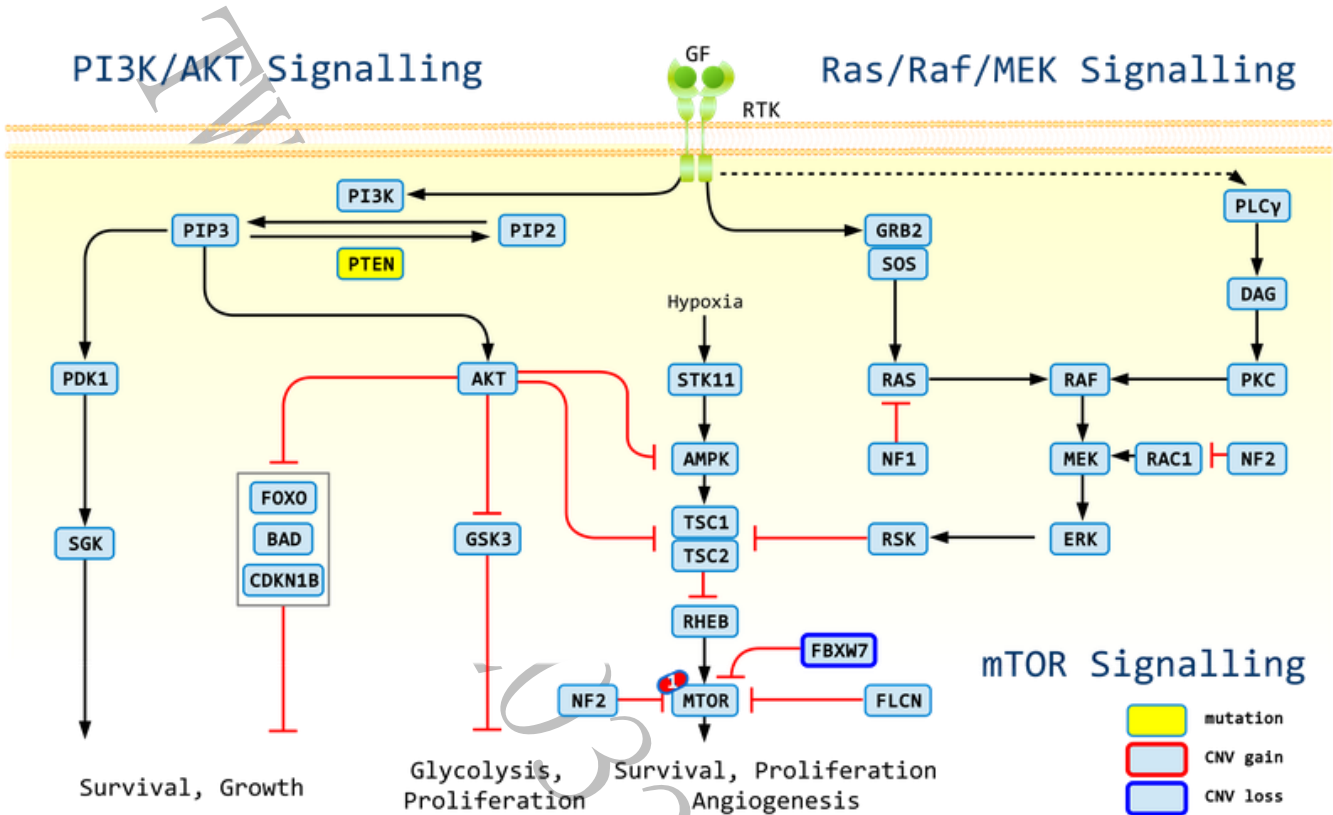 PI3K/AKT Signalling
GF
Ras/Raf/MEK Signalling
RTK
PI3K
PLCγ
PIP3
PIP2
GRB2
PTEN
SOS
Hypoxia
DAG
PDK1
AKT
STK11
RAS
RAF
PKC
AMPK
NF1
MEK
RAC1
NF2
FOXO
TSC1
SGK
BAD
GSK3
TSC2
RSK
ERK
CDKN1B
RHEB
FBXW7
mTOR Signalling
1
NF2
MTOR
FLCN
mutation
CNV gain
CNV loss
Survival, Growth
Glycolysis,
Proliferation
Survival, Proliferation
Angiogenesis